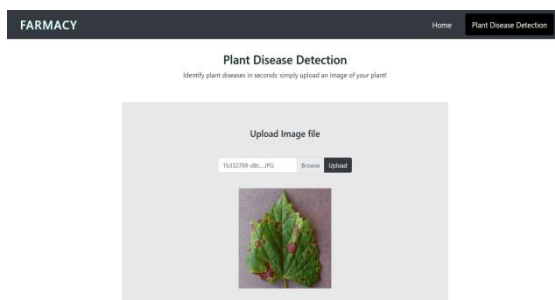 FARMACY
Home Plant Disease Detection
Plant Disease Detection
Identify plant diseases in seconds: simply upload an image of your plant!
Upload Image file
Browse Upload